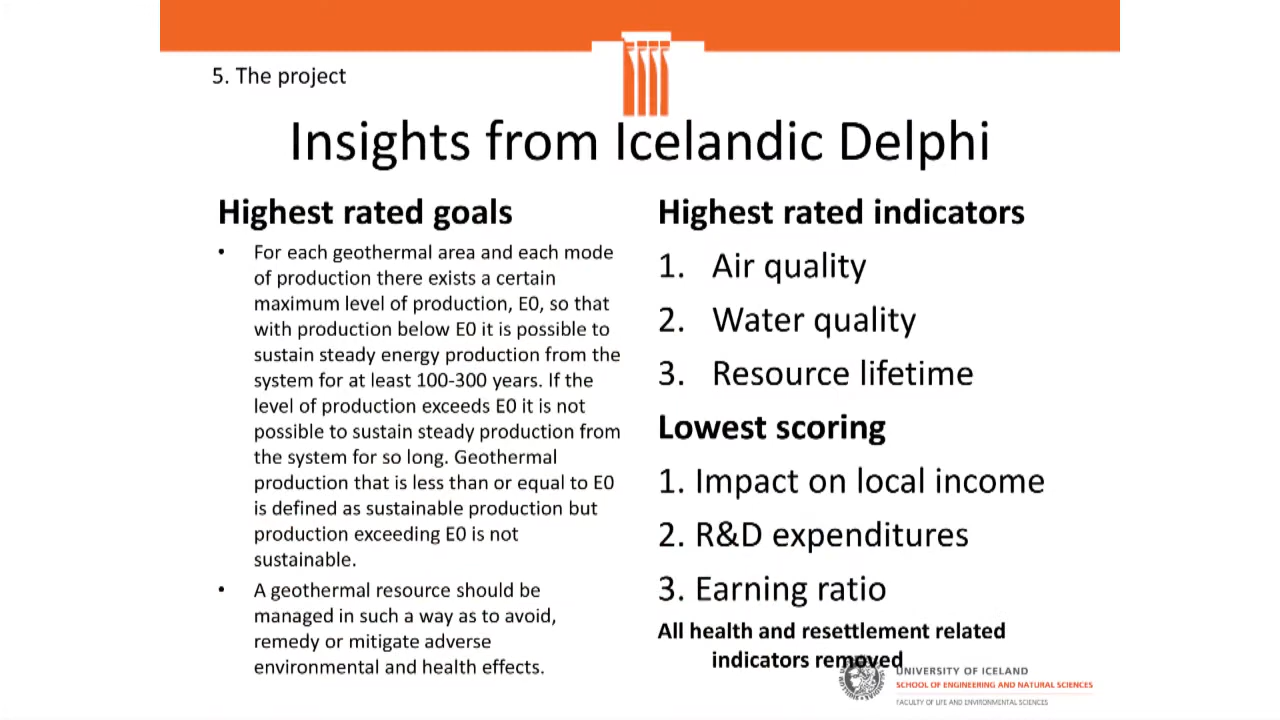 5. The project
Insights from Icelandic Delphi
Highest rated goals
• For each geothermal area and each mode
of production there exists a certain
maximum level of production, E0, so that
with production below E0 it is possible to
sustain steady energy production from the
system for at least 100-300 years. If the
level of production exceeds E0 it is not
possible to sustain steady production from
the system for so long. Geothermal
production that is less than or equal to E0
is defined as sustainable production but
production exceeding E0 is not
sustainable.
• A geothermal resource should be
managed in such a way as to avoid,
remedy or mitigate adverse
environmental and health effects.
Highest rated indicators
1. Air quality
2. Water quality
3. Resource lifetime
Lowest scoring
1. Impact on local income
2. R&D expenditures
3. Earning ratio
All health and resettlement related
indicators removed
UNIVERSITY OF ICELAND
SCHOOL OF ENGINEERING AND NATURAL SCIENCES
FACULTY OF LIFE AND ENVIRONMENTAL SCIENCES